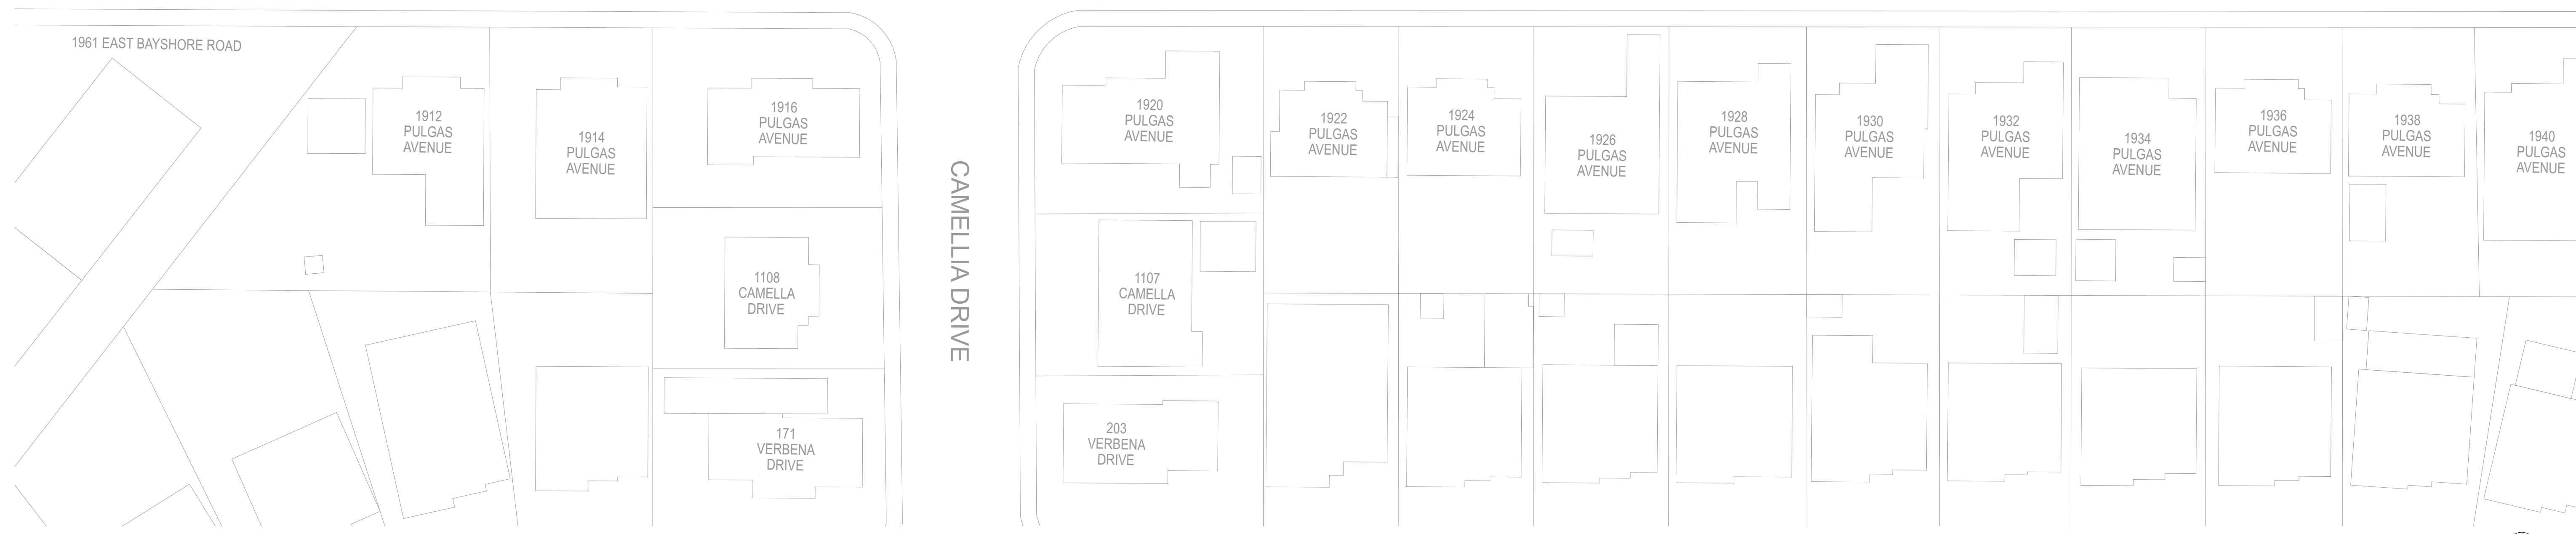 1961 EAST BAYSHORE ROAD
1912
PULGAS
AVENUE
1914
PULGAS
AVENUE
1916
PULGAS
AVENUE
1108
CAMELLA
DRIVE
171
VERBENA
DRIVE
CAMELLIA DRIVE
1920
PULGAS
AVENUE
1107
CAMELLA
DRIVE
203
VERBENA
DRIVE
1922
PULGAS
AVENUE
1924
PULGAS
AVENUE
1926
PULGAS
AVENUE
1928
PULGAS
AVENUE
1930
PULGAS
AVENUE
1932
PULGAS
AVENUE
1934
PULGAS
AVENUE
1936
PULGAS
AVENUE
1938
PULGAS
AVENUE
1940
PULGAS
AVENUE